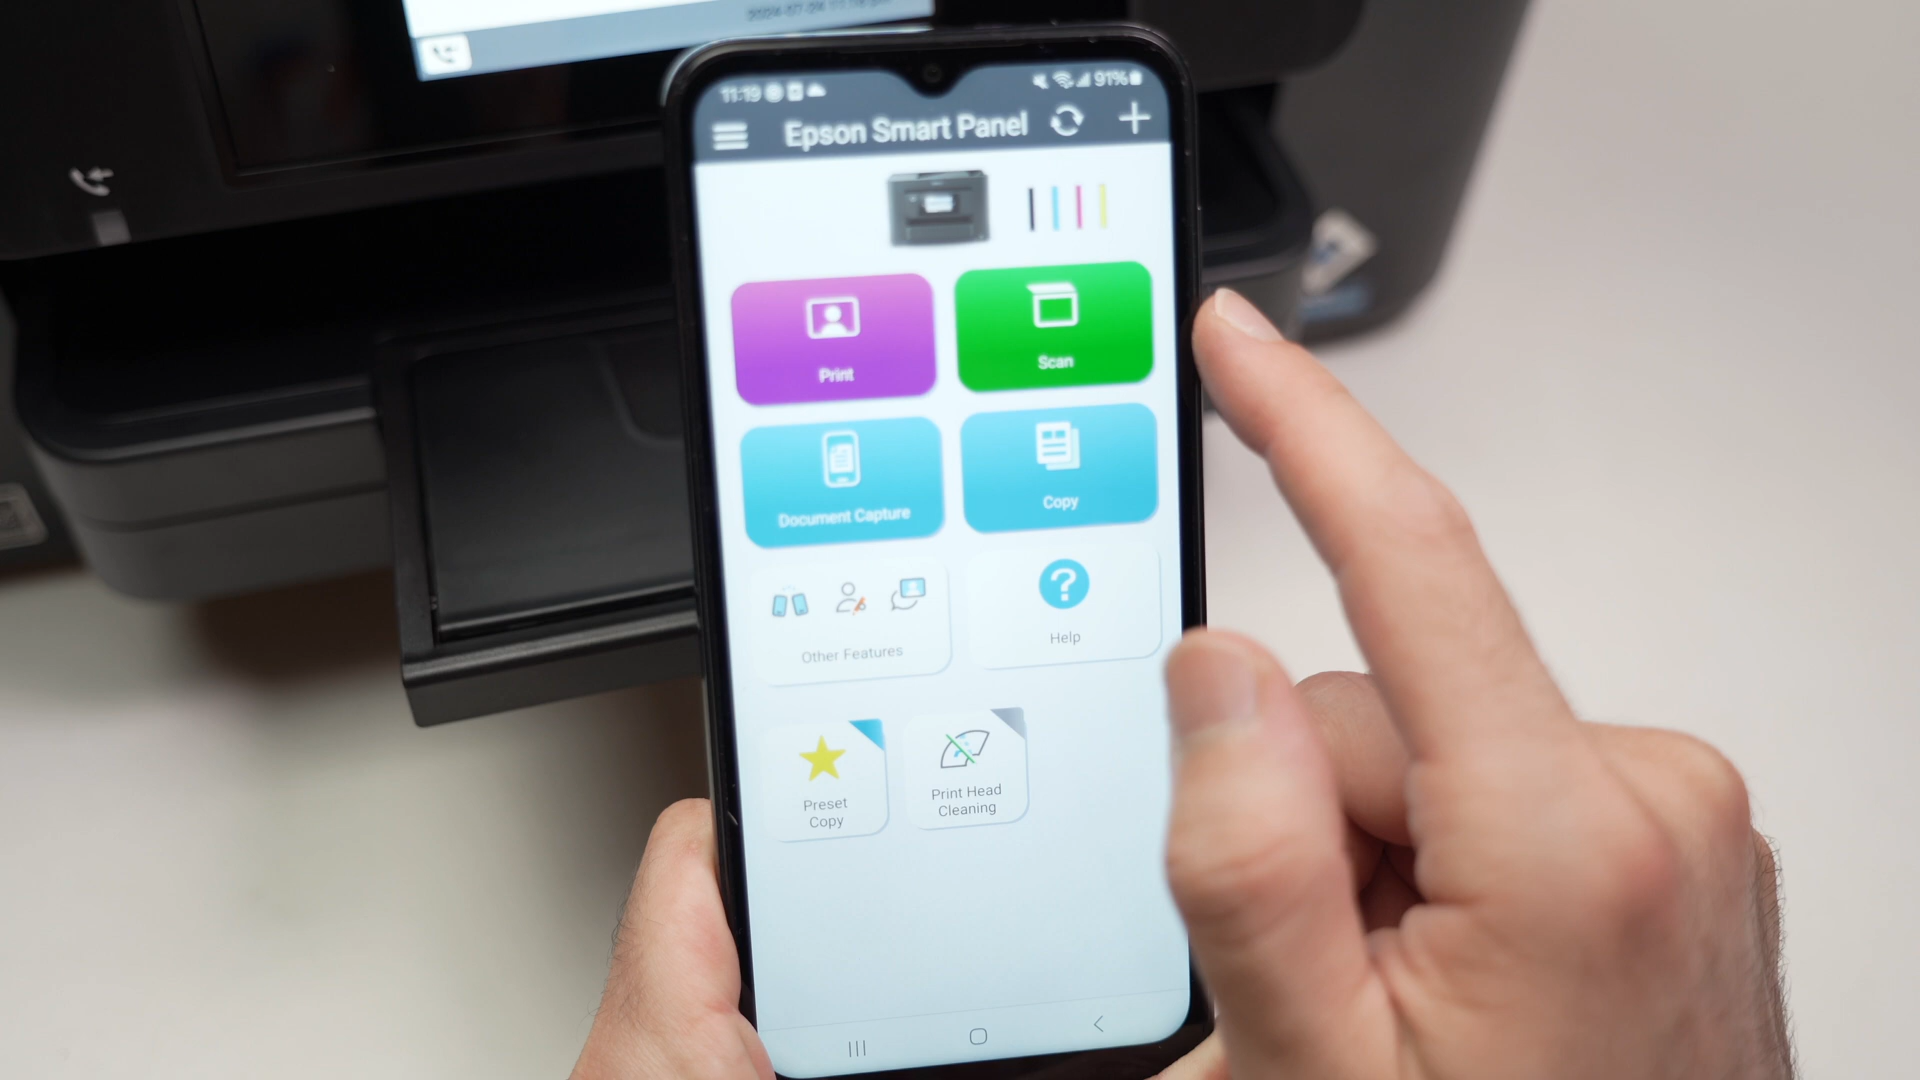 11:19
91%
Epson Smart Panel
Print
Scan
Document Capture
Copy
Other Features
Help
Preset
Copy
Print Head
Cleaning